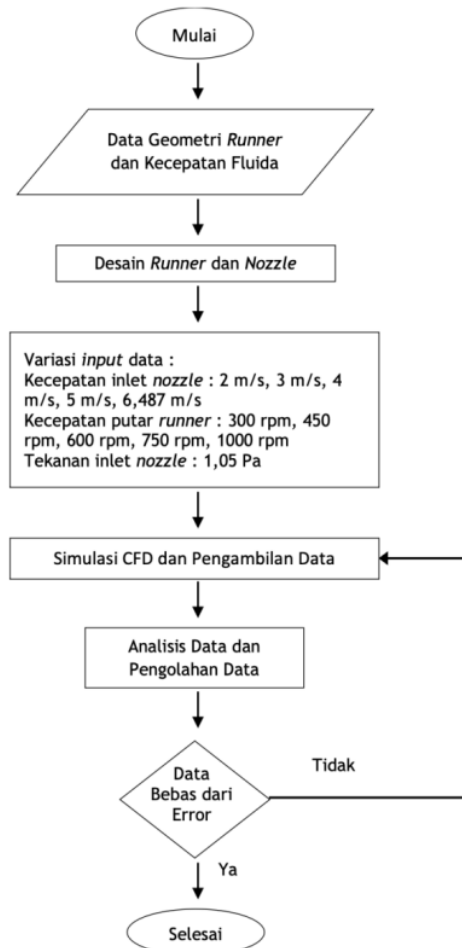 Mulai
Data Geometri Runner
dan Kecepatan Fluida
Desain Runner dan Nozzle
Variasi input data :
Kecepatan inlet nozzle : 2 m/s, 3 m/s, 4
m/s, 5 m/s, 6,487 m/s
Kecepatan putar runner : 300 rpm, 450
rpm, 600 rpm, 750 rpm, 1000 rpm
Tekanan inlet nozzle : 1,05 Pa
Simulasi CFD dan Pengambilan Data
Analisis Data dan
Pengolahan Data
Data
Bebas dari
Error
Tidak
Ya
Selesai